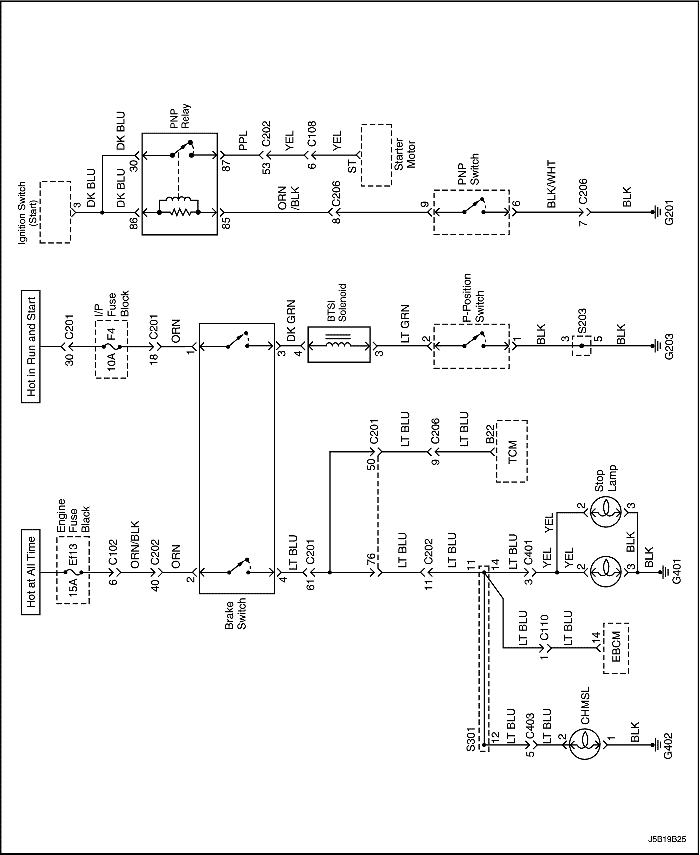 Ignition Switch
(Start)
3
DK BLU
DK BLU
DK BLU
30
86
PNP
Relay
87
85
PPL
53
C202
YEL
6
C108
YEL
ST
Starter
Motor
ORN
/BLK
8
C206
9
PNP
Switch
6
BLK/WHT
7
C206
BLK
G201
Hot in Run and Start
30
C201
I/P
Fuse
Block
10A
F4
18
C201
ORN
1
3
DK GRN
4
BTSI
Solenoid
3
LT GRN
2
P-Position
Switch
1
BLK
3
S203
5
BLK
G203
Hot at All Time
Engine
Fuse
Black
15A
Ef13
6
C102
ORN/BLK
40
C202
ORN
2
Brake
Switch
4
LT BLU
61
C201
50
C201
LT BLU
9
C206
LT BLU
B22
TCM
76
LT BLU
11
C202
LT BLU
11
14
LT BLU
3
C401
YEL
YEL
YEL
2
Stop
Lamp
3
2
3
BLK
BLK
G401
LT BLU
1
C110
LT BLU
14
EBCM
S301
12
LT BLU
5
C403
LT BLU
2
CHMSL
1
BLK
G402
J5B19B25